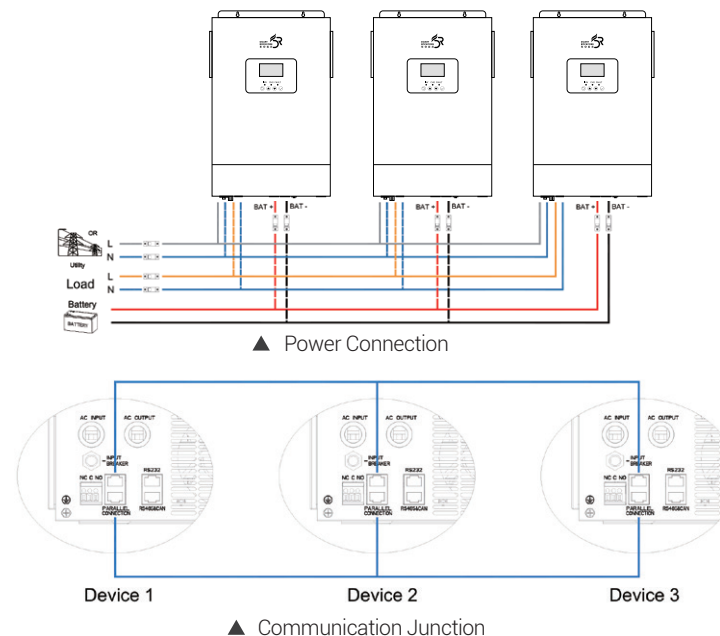 5R
5R
5R
BAT + BAT -
BAT + BAT -
BAT + BAT -
OR
Utility
L
N
Load
L
N
Battery
BATTERY
▲ Power Connection
AC INPUT AC OUTPUT
INPUT
BREAKER
RS232
NC C NO
PARALLEL
CONNECTION
RS485&CAN
AC INPUT AC OUTPUT
INPUT
BREAKER
RS232
NC C NO
PARALLEL
CONNECTION
RS485&CAN
AC INPUT AC OUTPUT
INPUT
BREAKER
RS232
NC C NO
PARALLEL
CONNECTION
RS485&CAN
Device 1 Device 2 Device 3
▲ Communication Junction